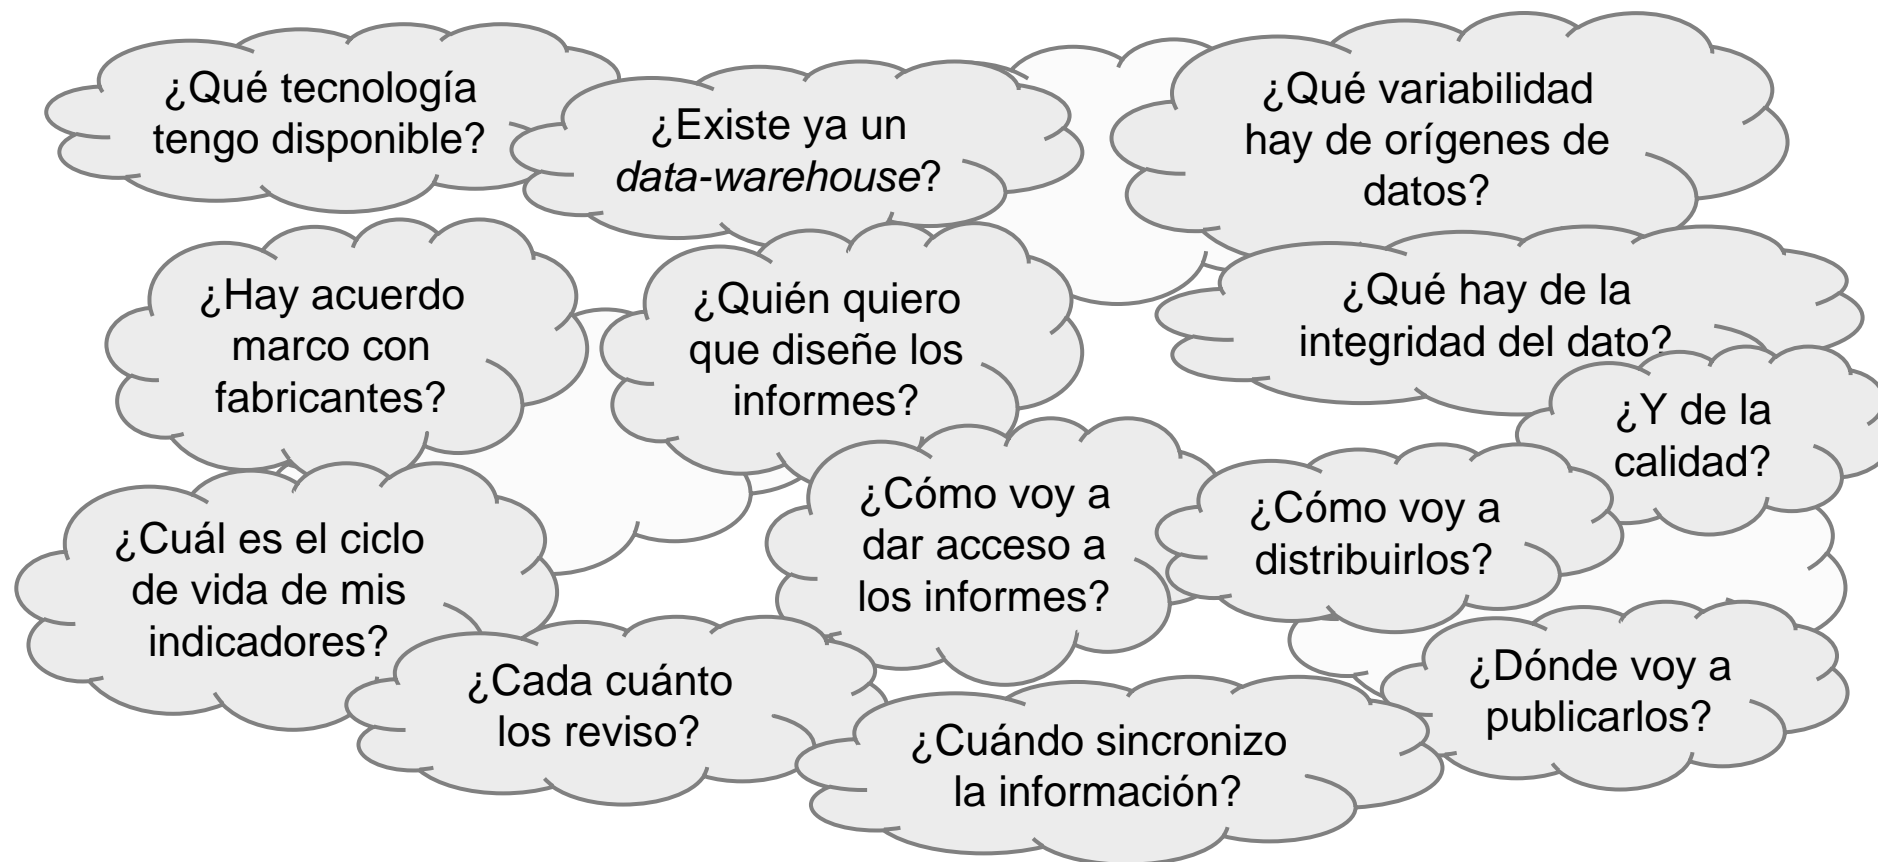 ¿Qué tecnología
tengo disponible?
¿Existe ya un
data-warehouse?
¿Qué variabilidad
hay de orígenes de
datos?
¿Hay acuerdo
marco con
fabricantes?
¿Quién quiero
que diseñe los
informes?
¿Qué hay de la
integridad del dato?
¿Y de la
calidad?
¿Cuál es el ciclo
de vida de mis
indicadores?
¿Cómo voy a
dar acceso a
los informes?
¿Cómo voy a
distribuirlos?
¿Cada cuánto
los reviso?
¿Cuándo sincronizo
la información?
¿Dónde voy a
publicarlos?